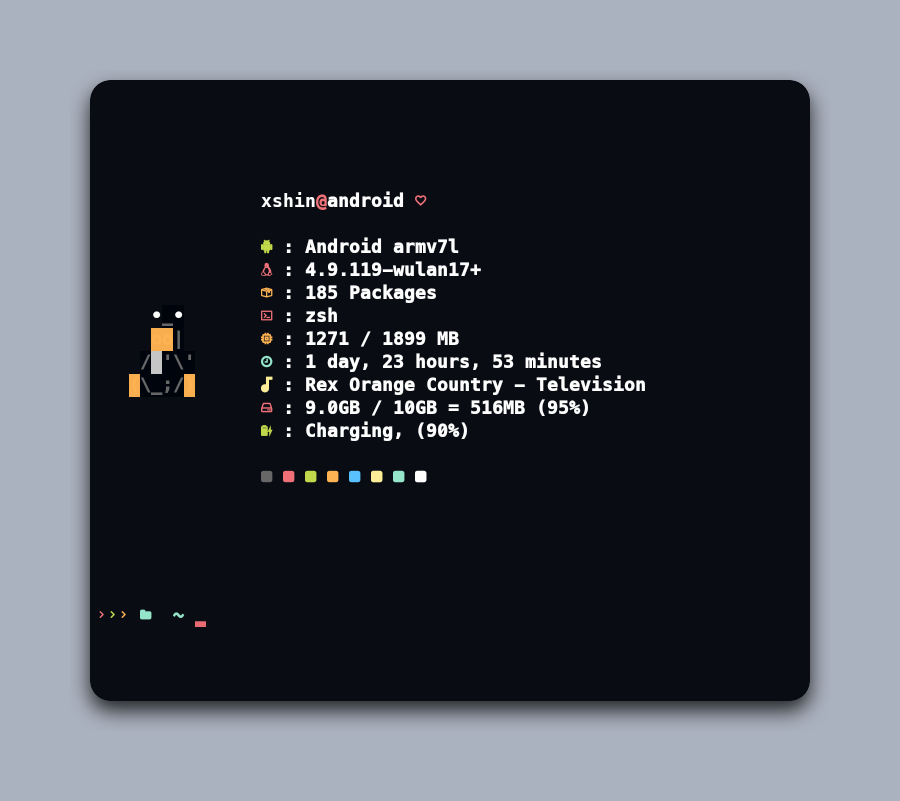 xshin@android ♡
: Android armv7l
: 4.9.119-wulan17+
: 185 Packages
: zsh
: 1271 / 1899 MB
: 1 day, 23 hours, 53 minutes
: Rex Orange Country - Television
: 9.0GB / 10GB = 516MB (95%)
: Charging, (90%)
››› ~ _